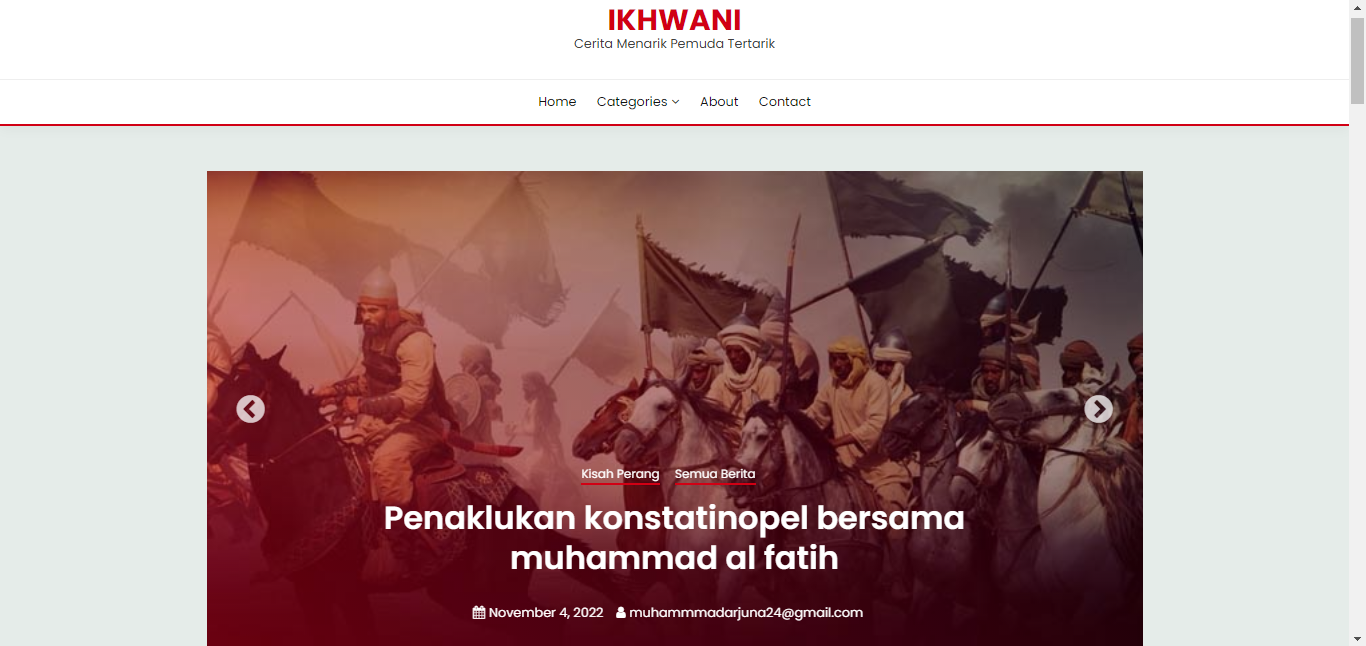 IKHWANI
Cerita Menarik Pemuda Tertarik
Home Categories About Contact
Kisah Perang Semua Berita
Penaklukan konstatinopel bersama
muhammad al fatih
November 4, 2022 muhammmadarjuna24@gmail.com